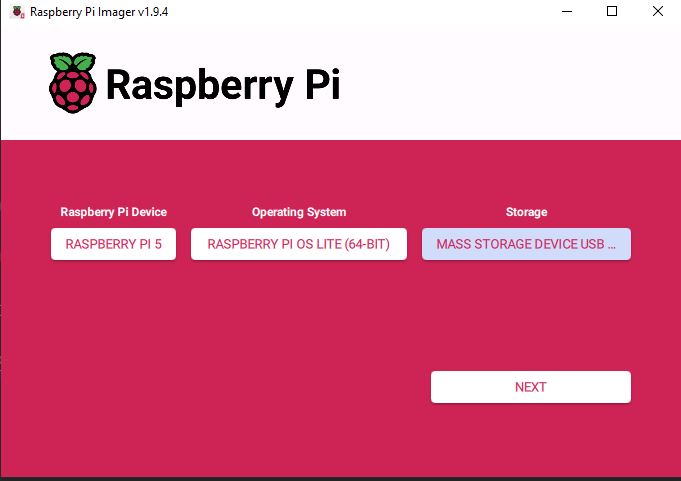 Raspberry Pi Imager v1.9.4
Raspberry Pi
Raspberry Pi Device Operating System Storage
RASPBERRY PI 5 RASPBERRY PI OS LITE (64-BIT) MASS STORAGE DEVICE USB ...
NEXT